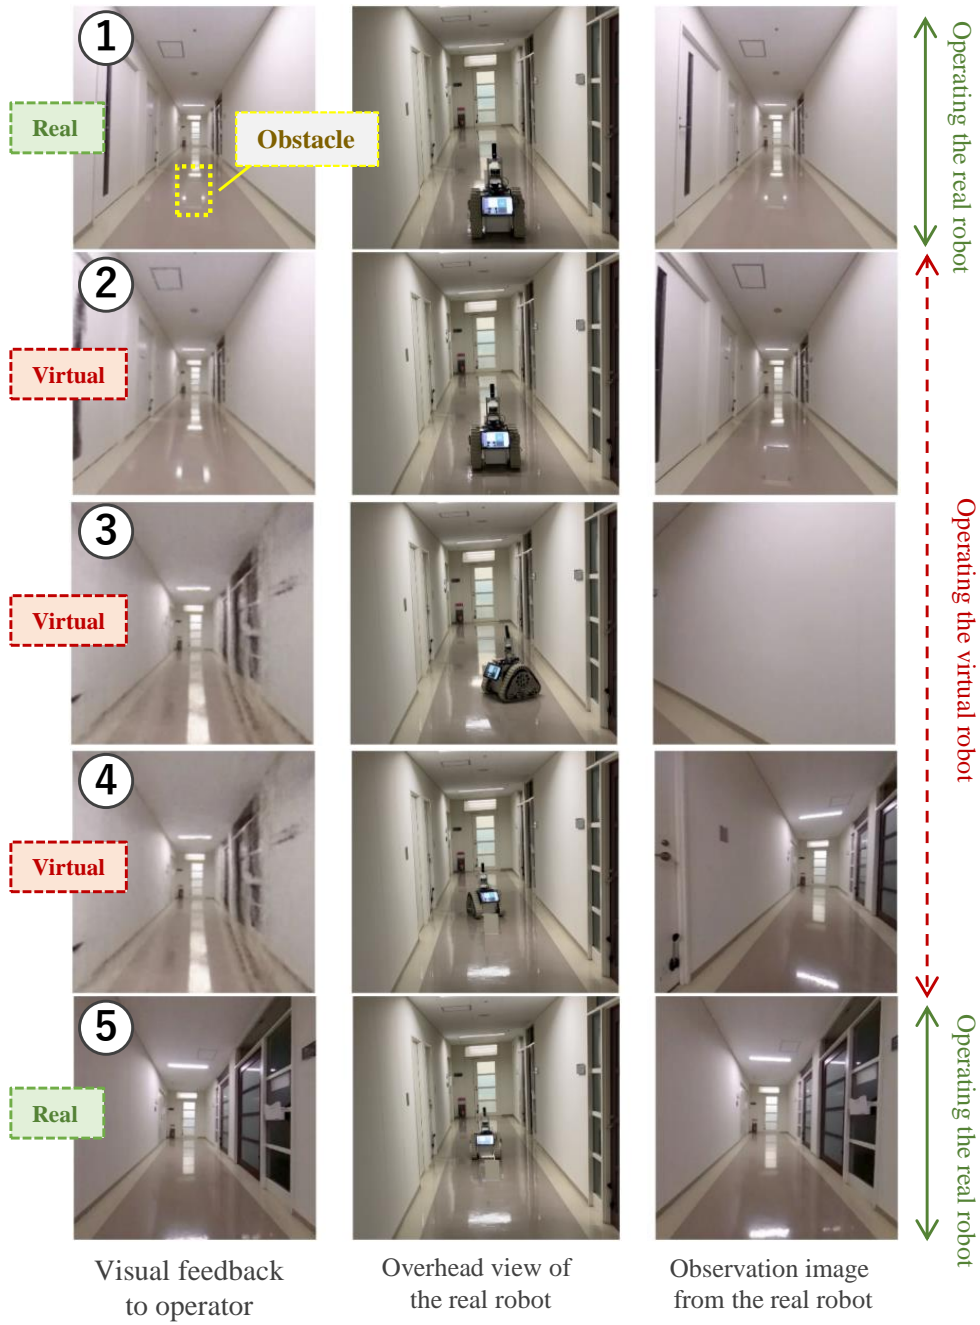 1
Real
Obstacle
Operating the real robot
2
Virtual
3
Virtual
Operating the virtual robot
4
Virtual
5
Real
Operating the real robot
Visual feedback
to operator
Overhead view of
the real robot
Observation image
from the real robot